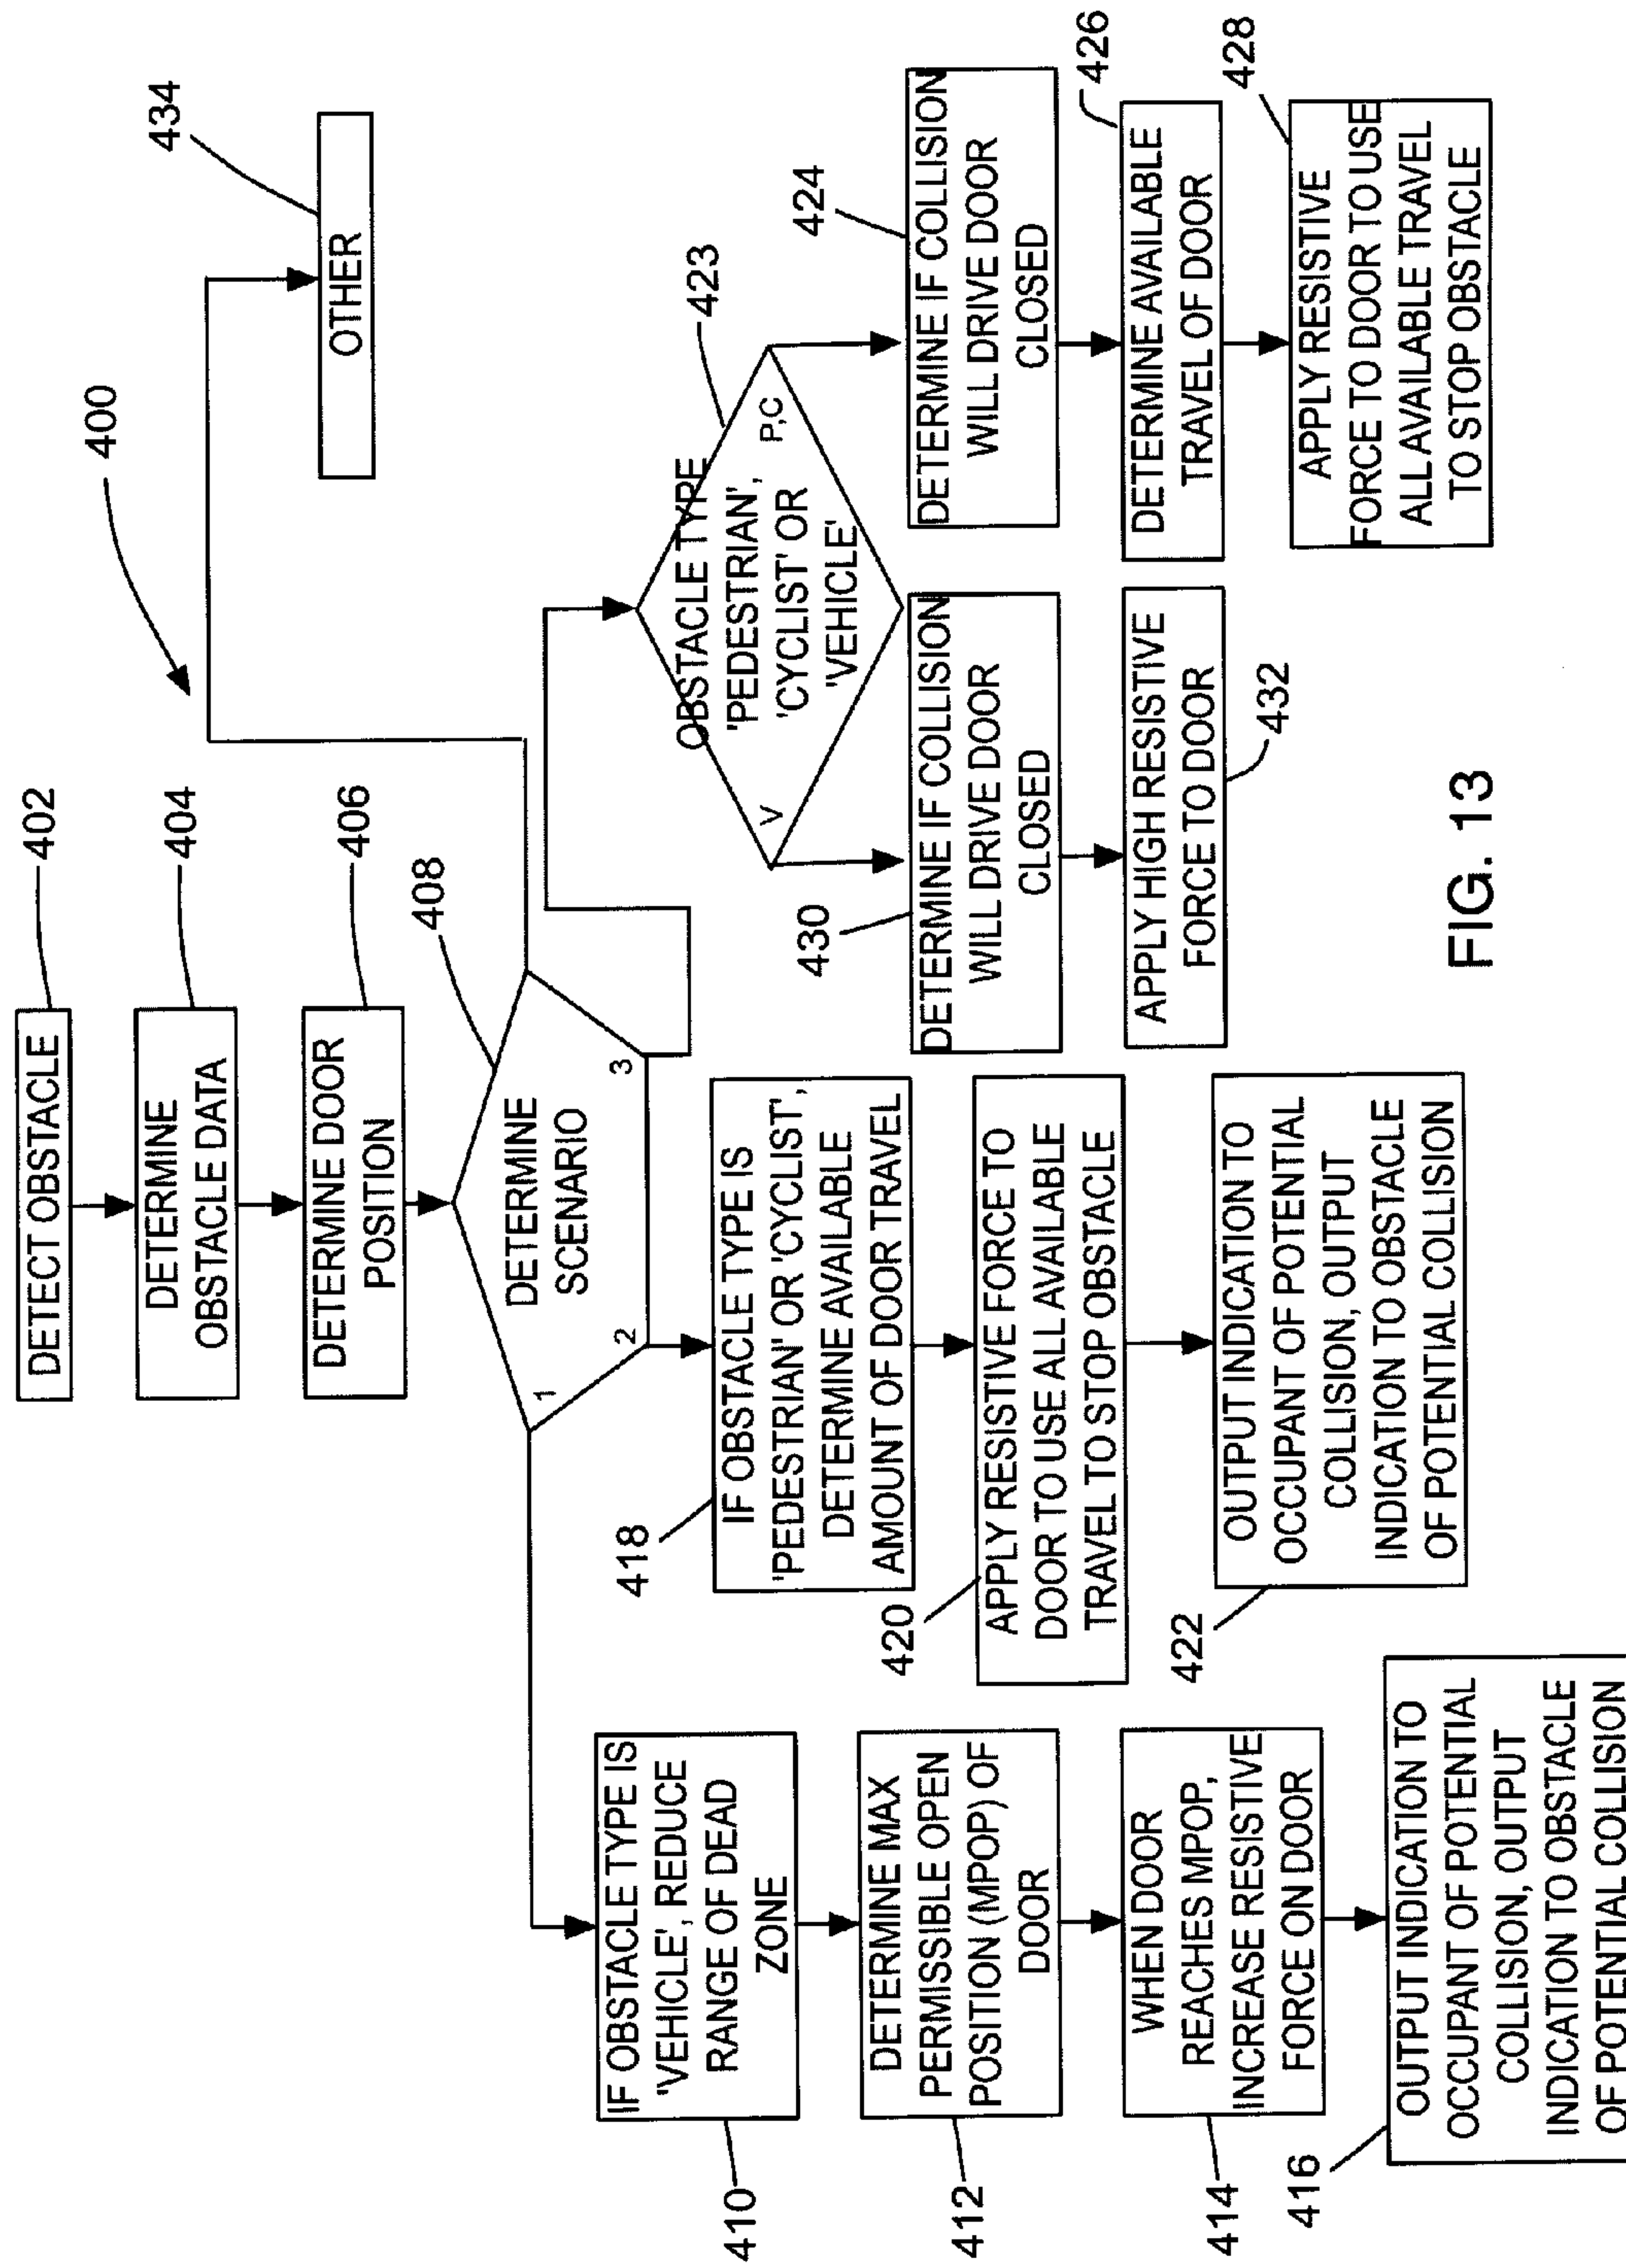 400
DETECT OBSTACLE
402
DETERMINE
OBSTACLE DATA
404
DETERMINE DOOR
POSITION
406
DETERMINE
SCENARIO
408
1
2
3
OTHER
434
IF OBSTACLE TYPE IS
'VEHICLE', REDUCE
RANGE OF DEAD
ZONE
410
DETERMINE MAX
PERMISSIBLE OPEN
POSITION (MPOP) OF
DOOR
412
WHEN DOOR
REACHES MPOP,
INCREASE RESISTIVE
FORCE ON DOOR
414
OUTPUT INDICATION TO
OCCUPANT OF POTENTIAL
COLLISION, OUTPUT
INDICATION TO OBSTACLE
OF POTENTIAL COLLISION
416
IF OBSTACLE TYPE IS
'PEDESTRIAN' OR 'CYCLIST',
DETERMINE AVAILABLE
AMOUNT OF DOOR TRAVEL
418
APPLY RESISTIVE FORCE TO
DOOR TO USE ALL AVAILABLE
TRAVEL TO STOP OBSTACLE
420
OUTPUT INDICATION TO
OCCUPANT OF POTENTIAL
COLLISION, OUTPUT
INDICATION TO OBSTACLE
OF POTENTIAL COLLISION
422
OBSTACLE TYPE
'PEDESTRIAN',
'CYCLIST' OR
'VEHICLE'
V
P,C
423
DETERMINE IF COLLISION
WILL DRIVE DOOR
CLOSED
430
APPLY HIGH RESISTIVE
FORCE TO DOOR
432
DETERMINE IF COLLISION
WILL DRIVE DOOR
CLOSED
424
DETERMINE AVAILABLE
TRAVEL OF DOOR
426
APPLY RESISTIVE
FORCE TO DOOR TO USE
ALL AVAILABLE TRAVEL
TO STOP OBSTACLE
428
FIG. 13